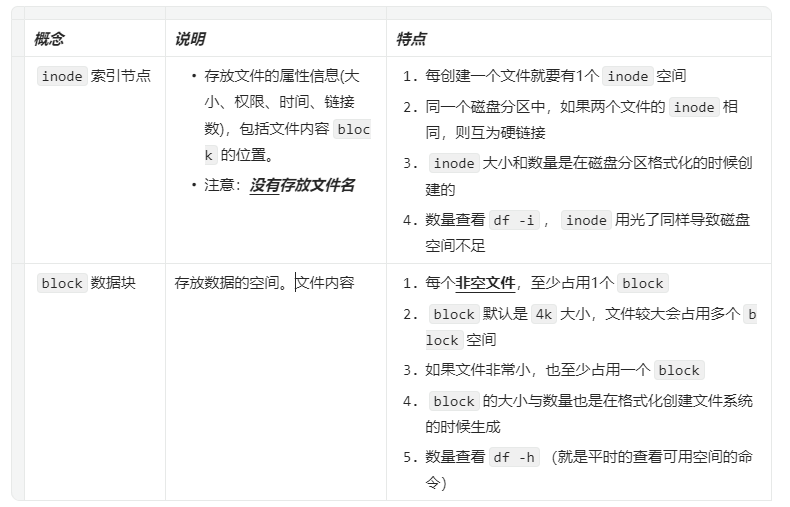 概念
说明
特点
inode 索引节点
• 存放文件的属性信息(大
小、权限、时间、链接
数)，包括文件内容 bloc
k 的位置。
• 注意：没有存放文件名
1. 每创建一个文件就要有1个 inode 空间
2. 同一个磁盘分区中，如果两个文件的 inode 相
同，则互为硬链接
3. inode 大小和数量是在磁盘分区格式化的时候创
建的
4. 数量查看 df -i ， inode 用光了同样导致磁盘
空间不足
block 数据块
存放数据的空间。文件内容
1. 每个非空文件，至少占用1个 block
2. block 默认是 4k 大小，文件较大会占用多个 b
lock 空间
3. 如果文件非常小，也至少占用一个 block
4. block 的大小与数量也是在格式化创建文件系统
的时候生成
5. 数量查看 df -h （就是平时的查看可用空间的命
令）